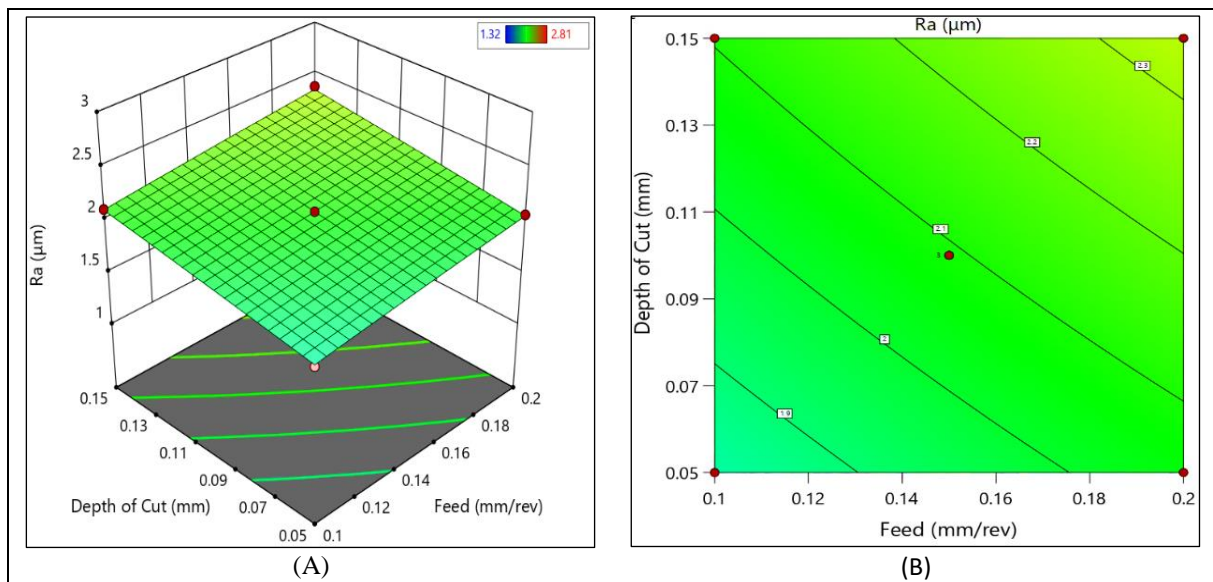 1.32 2.81
3
2.5
2
1.5
1
Ra (μm)
0.15 0.2
0.13 0.18
0.11 0.16
0.09 0.14
0.07 0.12
0.05 0.1
Depth of Cut (mm) Feed (mm/rev)
(A)
Ra (μm)
0.15
0.13
0.11
0.09
0.07
0.05
Depth of Cut (mm)
2.3
2.2
2.1
2
1.9
0.1 0.12 0.14 0.16 0.18 0.2
Feed (mm/rev)
(B)